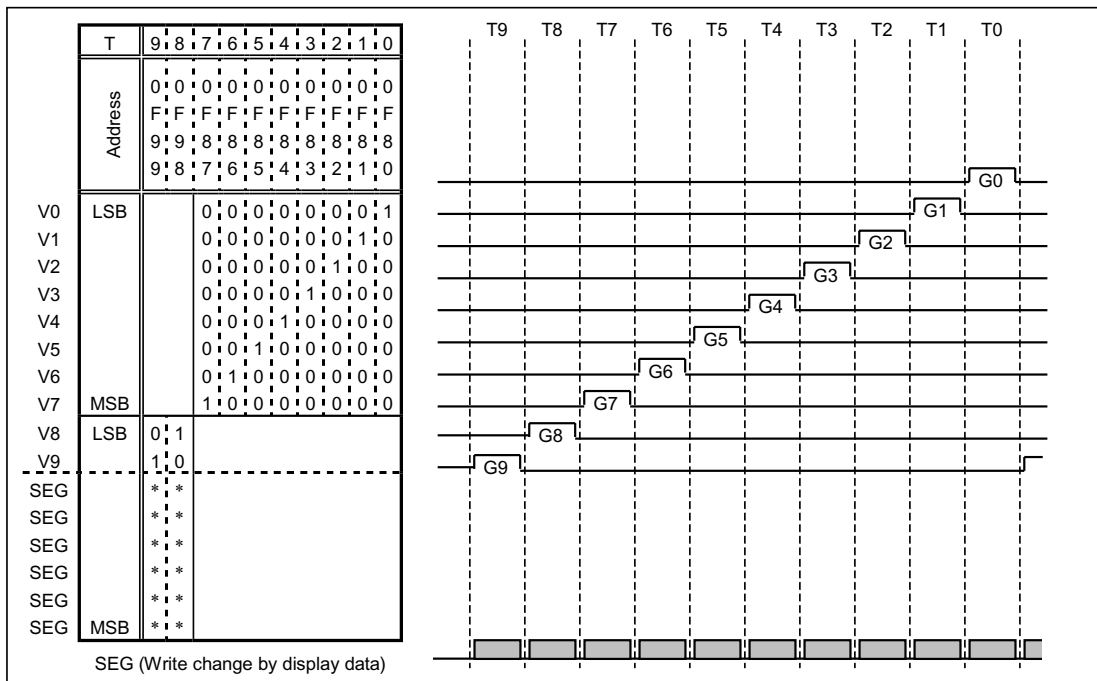 T 9 8 7 6 5 4 3 2 1 0 T9 T8 T7 T6 T5 T4 T3 T2 T1 T0
Address
0 0 0 0 0 0 0 0 0 0
F F F F F F F F F F
9 9 8 8 8 8 8 8 8 8
9 8 7 6 5 4 3 2 1 0
G0
V0 LSB 0 0 0 0 0 0 0 1 G1
V1 0 0 0 0 0 0 1 0 G2
V2 0 0 0 0 0 1 0 0 G3
V3 0 0 0 0 1 0 0 0 G4
V4 0 0 0 1 0 0 0 0 G5
V5 0 0 1 0 0 0 0 0 G6
V6 0 1 0 0 0 0 0 0
V7 MSB 1 0 0 0 0 0 0 0 G7
V8 LSB 0 1 G8
V9 1 0 G9
SEG * *
SEG * *
SEG * *
SEG * *
SEG * *
SEG MSB * *
SEG (Write change by display data)